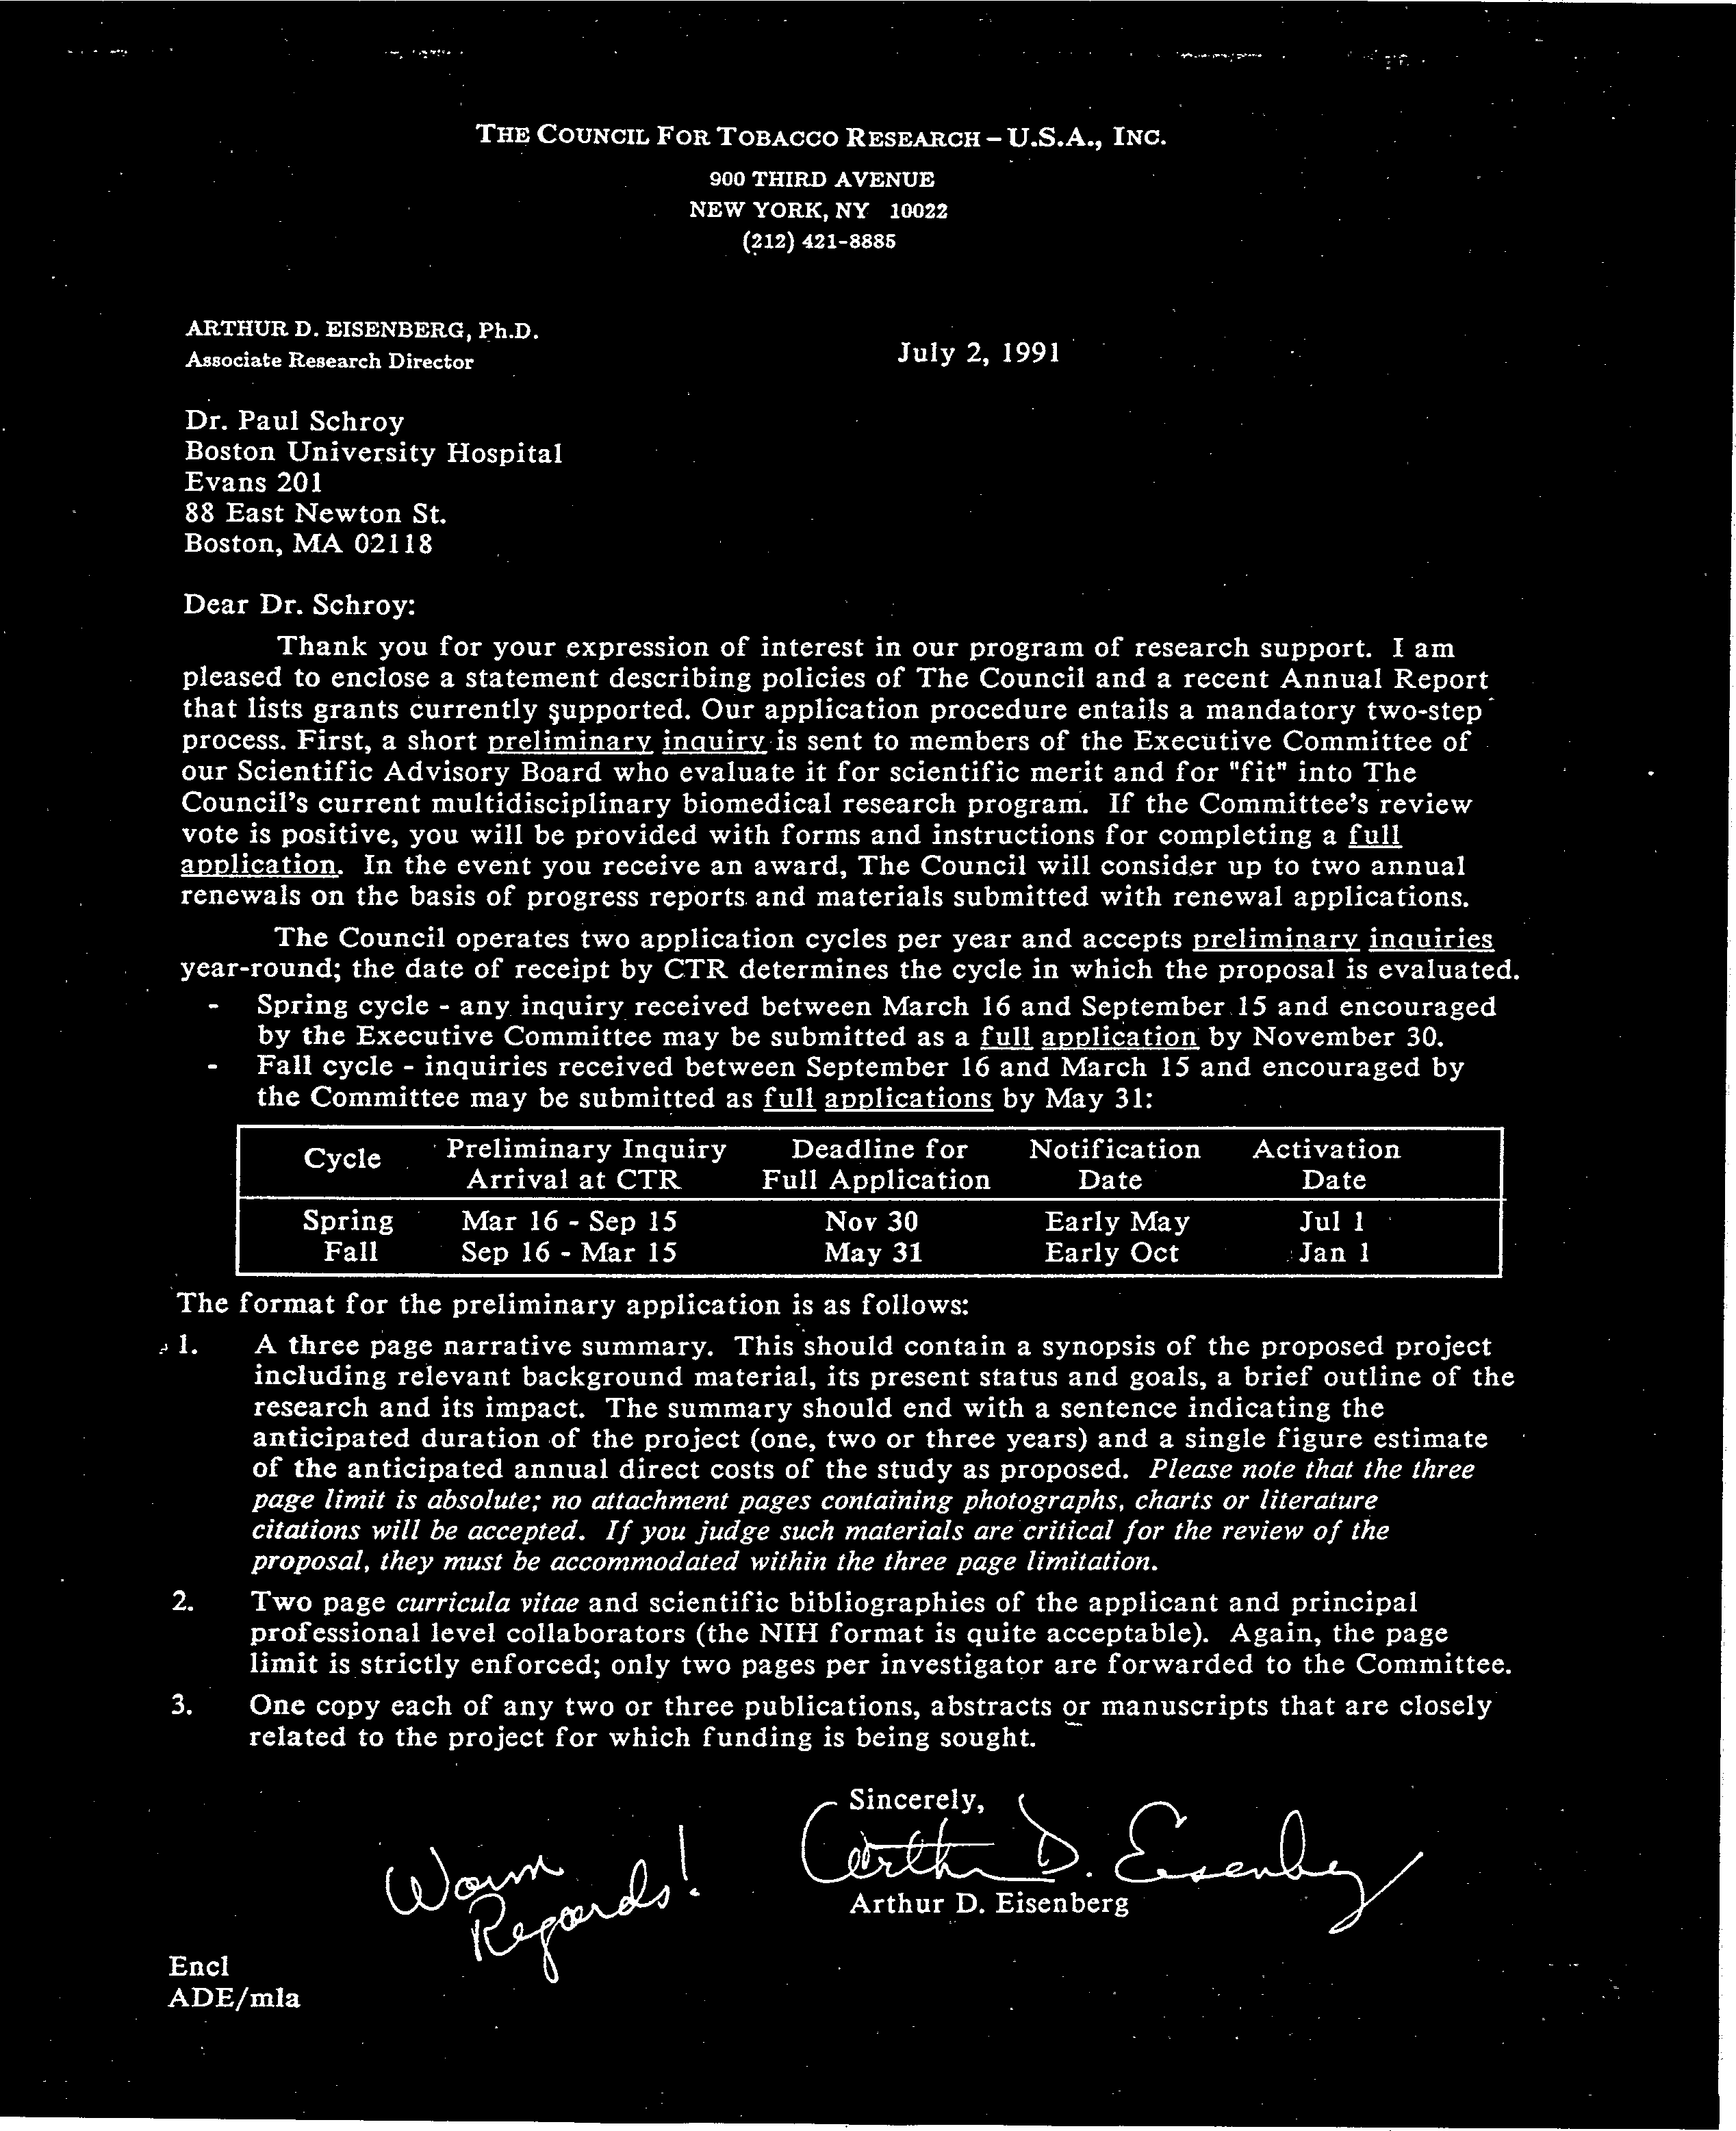 THE COUNCIL FOR TOBACCO RESEARCH – U.S.A., INC.
900 THIRD AVENUE
NEW YORK, NY 10022
(212) 421-8885
ARTHUR D. EISENBERG, Ph.D.
Associate Research Director
July 2, 1991
Dr. Paul Schroy
Boston University Hospital
Evans 201
88 East Newton St.
Boston, MA 02118
Dear Dr. Schroy:
Thank you for your expression of interest in our program of research support. I am
pleased to enclose a statement describing policies of The Council and a recent Annual Report
that lists grants currently supported. Our application procedure entails a mandatory two-step
process. First, a short preliminary inquiry is sent to members of the Executive Committee of
our Scientific Advisory Board who evaluate it for scientific merit and for "fit" into The
Council's current multidisciplinary biomedical research program. If the Committee's review
vote is positive, you will be provided with forms and instructions for completing a full
application. In the event you receive an award, The Council will consider up to two annual
renewals on the basis of progress reports and materials submitted with renewal applications.
The Council operates two application cycles per year and accepts preliminary inquiries
year-round; the date of receipt by CTR determines the cycle in which the proposal is evaluated.
- Spring cycle - any inquiry received between March 16 and September 15 and encouraged
by the Executive Committee may be submitted as a full application by November 30.
- Fall cycle - inquiries received between September 16 and March 15 and encouraged by
the Committee may be submitted as full applications by May 31:
Cycle Preliminary Inquiry Deadline for Notification Activation
Arrival at CTR Full Application Date Date
Spring Mar 16 - Sep 15 Nov 30 Early May Jul 1
Fall Sep 16 - Mar 15 May 31 Early Oct Jan 1
The format for the preliminary application is as follows:
1. A three page narrative summary. This should contain a synopsis of the proposed project
including relevant background material, its present status and goals, a brief outline of the
research and its impact. The summary should end with a sentence indicating the
anticipated duration of the project (one, two or three years) and a single figure estimate
of the anticipated annual direct costs of the study as proposed. Please note that the three
page limit is absolute; no attachment pages containing photographs, charts or literature
citations will be accepted. If you judge such materials are critical for the review of the
proposal, they must be accommodated within the three page limitation.
2. Two page curricula vitae and scientific bibliographies of the applicant and principal
professional level collaborators (the NIH format is quite acceptable). Again, the page
limit is strictly enforced; only two pages per investigator are forwarded to the Committee.
3. One copy each of any two or three publications, abstracts or manuscripts that are closely
related to the project for which funding is being sought.
Sincerely,
Arthur D. Eisenberg
Warm
Regards!
Arthur D. Eisenberg
Encl
ADE/mla